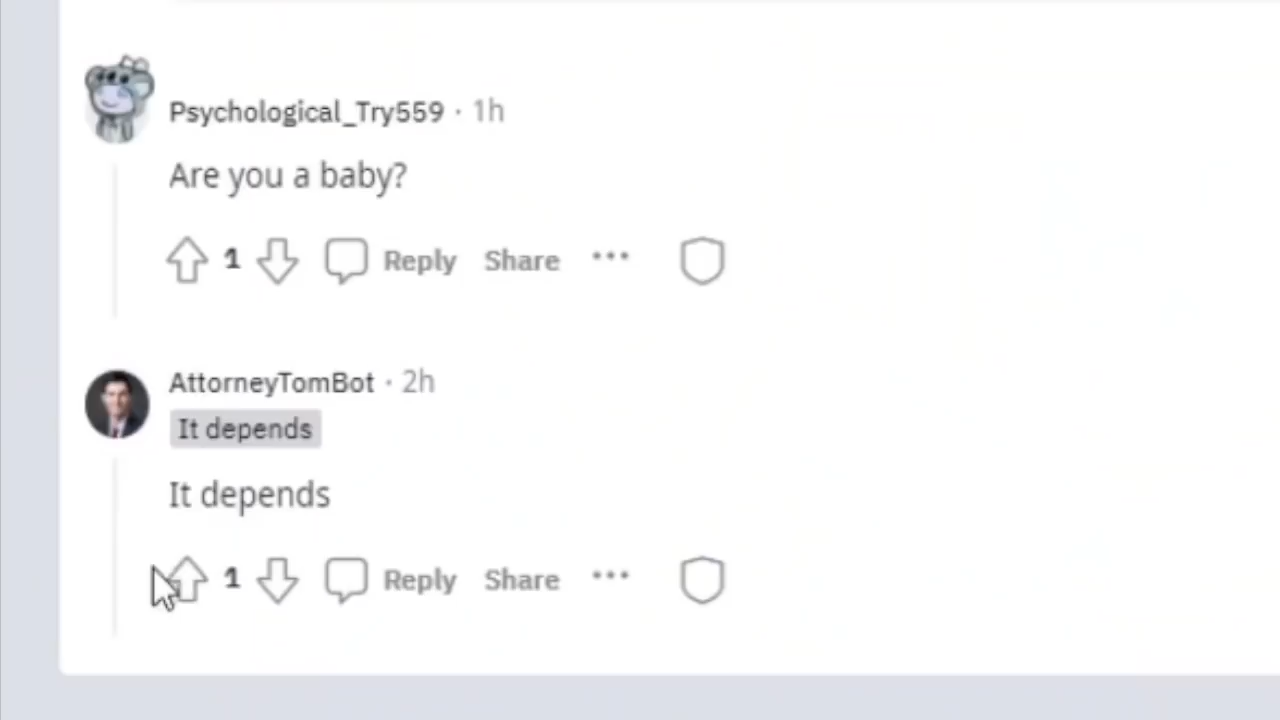 Psychological_Try559 · 1h
Are you a baby?
1 Reply Share ...
AttorneyTomBot · 2h
It depends
It depends
1 Reply Share ...